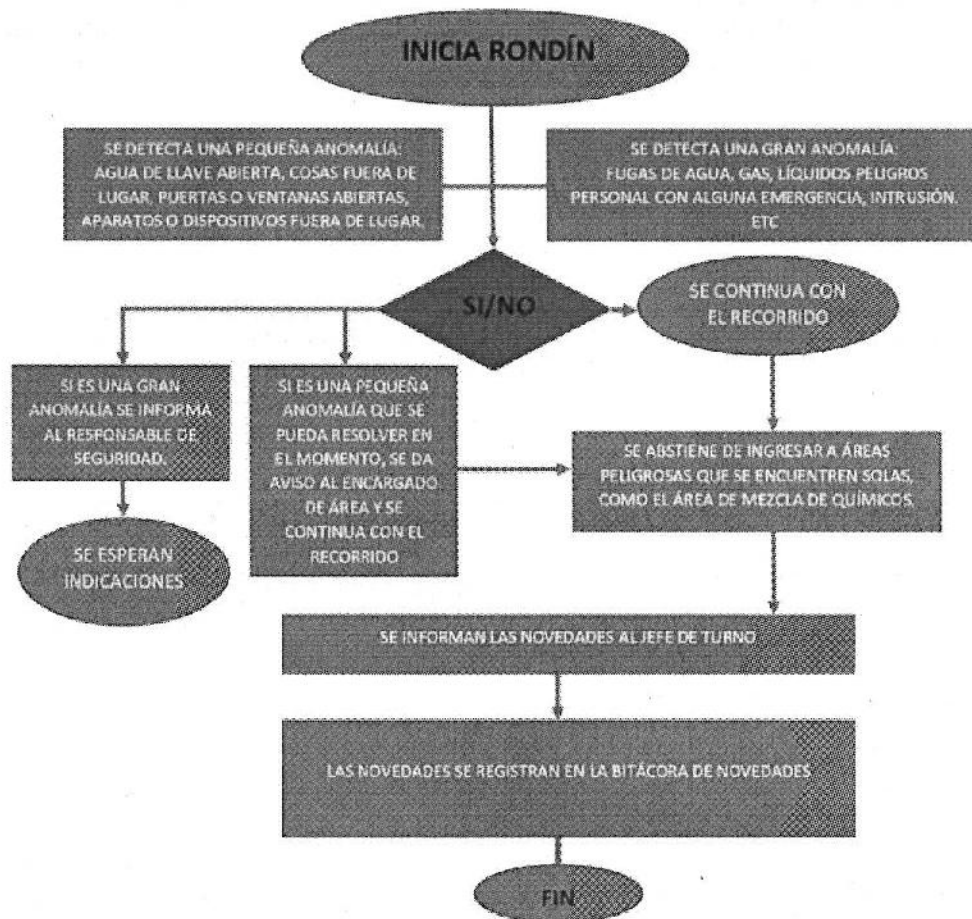 INICIA RONDÍN
SE DETECTA UNA PEQUEÑA ANOMALÍA:
AGUA DE LLAVE ABIERTA, COSAS FUERA DE
LUGAR, PUERTAS O VENTANAS ABIERTAS,
APARATOS O DISPOSITIVOS FUERA DE LUGAR.
SE DETECTA UNA GRAN ANOMALÍA:
FUGAS DE AGUA, GAS, LÍQUIDOS PELIGROS
PERSONAL CON ALGUNA EMERGENCIA, INTRUSIÓN.
ETC
SI/NO
SE CONTINUA CON
EL RECORRIDO
SI ES UNA GRAN
ANOMALÍA SE INFORMA
AL RESPONSABLE DE
SEGURIDAD.
SI ES UNA PEQUEÑA
ANOMALÍA QUE SE
PUEDA RESOLVER EN
EL MOMENTO, SE DA
AVISO AL ENCARGADO
DE ÁREA Y SE
CONTINUA CON EL
RECORRIDO
SE ABSTIENE DE INGRESAR A ÁREAS
PELIGROSAS QUE SE ENCUENTREN SOLAS,
COMO EL ÁREA DE MEZCLA DE QUÍMICOS.
SE ESPERAN
INDICACIONES
SE INFORMAN LAS NOVEDADES AL JEFE DE TURNO
LAS NOVEDADES SE REGISTRAN EN LA BITÁCORA DE NOVEDADES
FIN